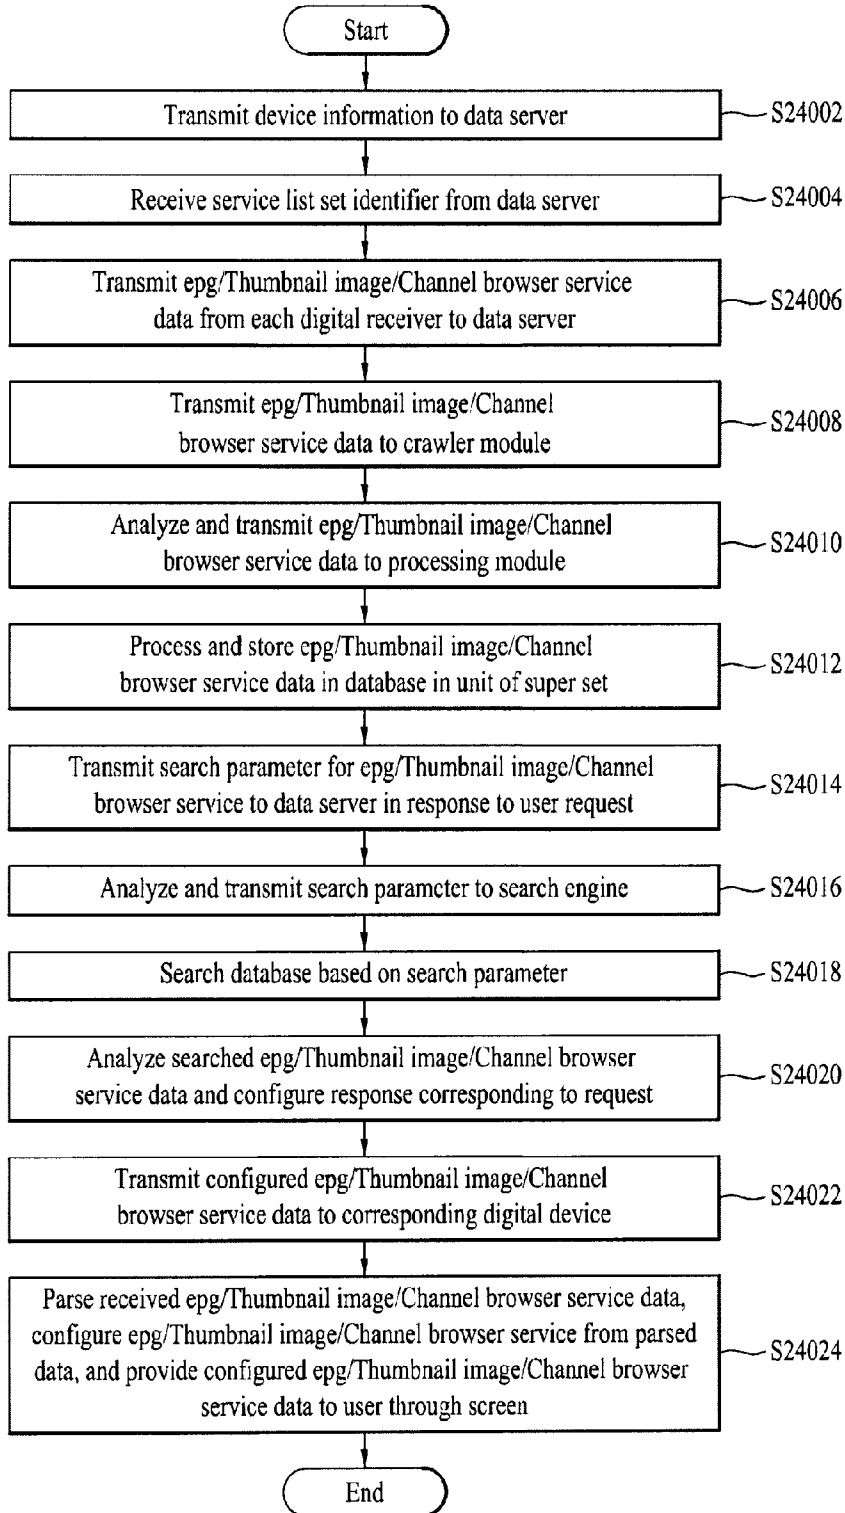 Start
Transmit device information to data server
S24002
Receive service list set identifier from data server
S24004
Transmit epg/Thumbnail image/Channel browser service
data from each digital receiver to data server
S24006
Transmit epg/Thumbnail image/Channel
browser service data to crawler module
S24008
Analyze and transmit epg/Thumbnail image/Channel
browser service data to processing module
S24010
Process and store epg/Thumbnail image/Channel
browser service data in database in unit of super set
S24012
Transmit search parameter for epg/Thumbnail image/Channel
browser service to data server in response to user request
S24014
Analyze and transmit search parameter to search engine
S24016
Search database based on search parameter
S24018
Analyze searched epg/Thumbnail image/Channel browser
service data and configure response corresponding to request
S24020
Transmit configured epg/Thumbnail image/Channel
browser service data to corresponding digital device
S24022
Parse received epg/Thumbnail image/Channel browser service data,
configure epg/Thumbnail image/Channel browser service from parsed
data, and provide configured epg/Thumbnail image/Channel browser
service data to user through screen
S24024
End